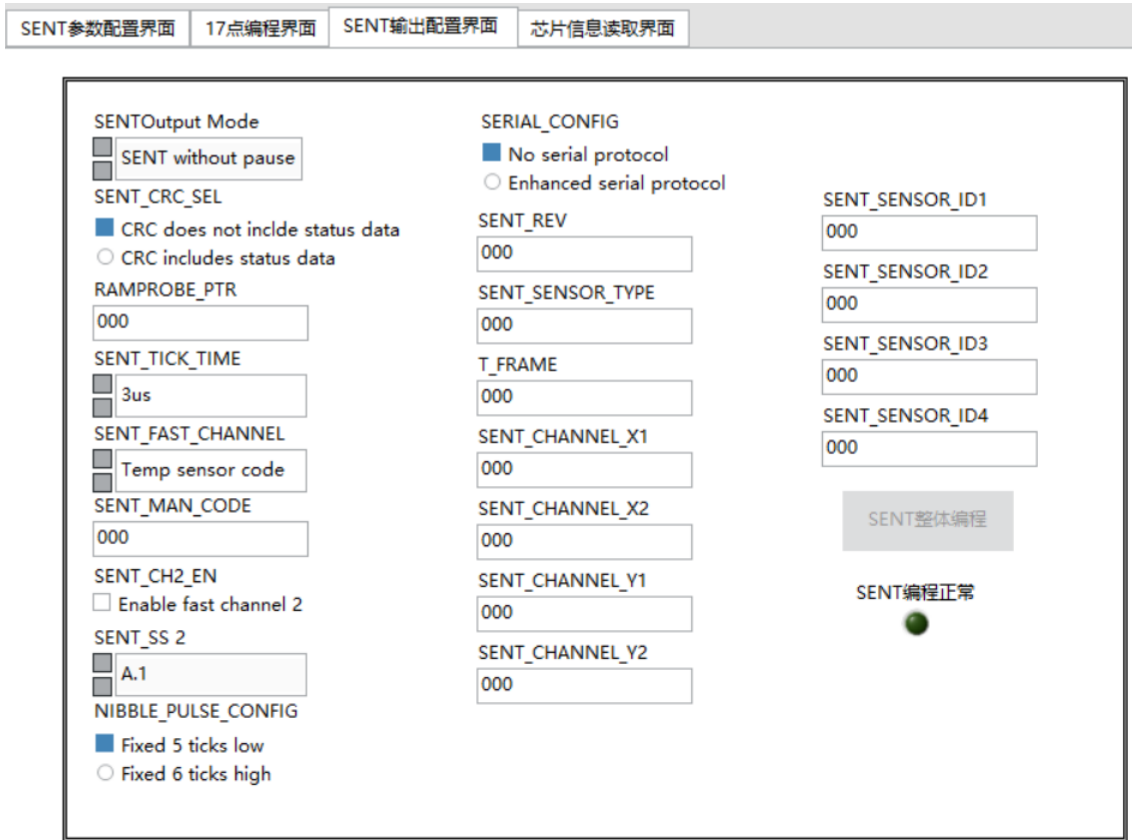 SENT参数配置界面
17点编程界面
SENT输出配置界面
芯片信息读取界面
SENTOutput Mode
SENT without pause
SENT_CRC_SEL
CRC does not inclde status data
CRC includes status data
RAMPROBE_PTR
000
SENT_TICK_TIME
3us
SENT_FAST_CHANNEL
Temp sensor code
SENT_MAN_CODE
000
SENT_CH2_EN
Enable fast channel 2
SENT_SS 2
A.1
NIBBLE_PULSE_CONFIG
Fixed 5 ticks low
Fixed 6 ticks high
SERIAL_CONFIG
No serial protocol
Enhanced serial protocol
SENT_REV
000
SENT_SENSOR_TYPE
000
T_FRAME
000
SENT_CHANNEL_X1
000
SENT_CHANNEL_X2
000
SENT_CHANNEL_Y1
000
SENT_CHANNEL_Y2
000
SENT_SENSOR_ID1
000
SENT_SENSOR_ID2
000
SENT_SENSOR_ID3
000
SENT_SENSOR_ID4
000
SENT整体编程
SENT编程正常